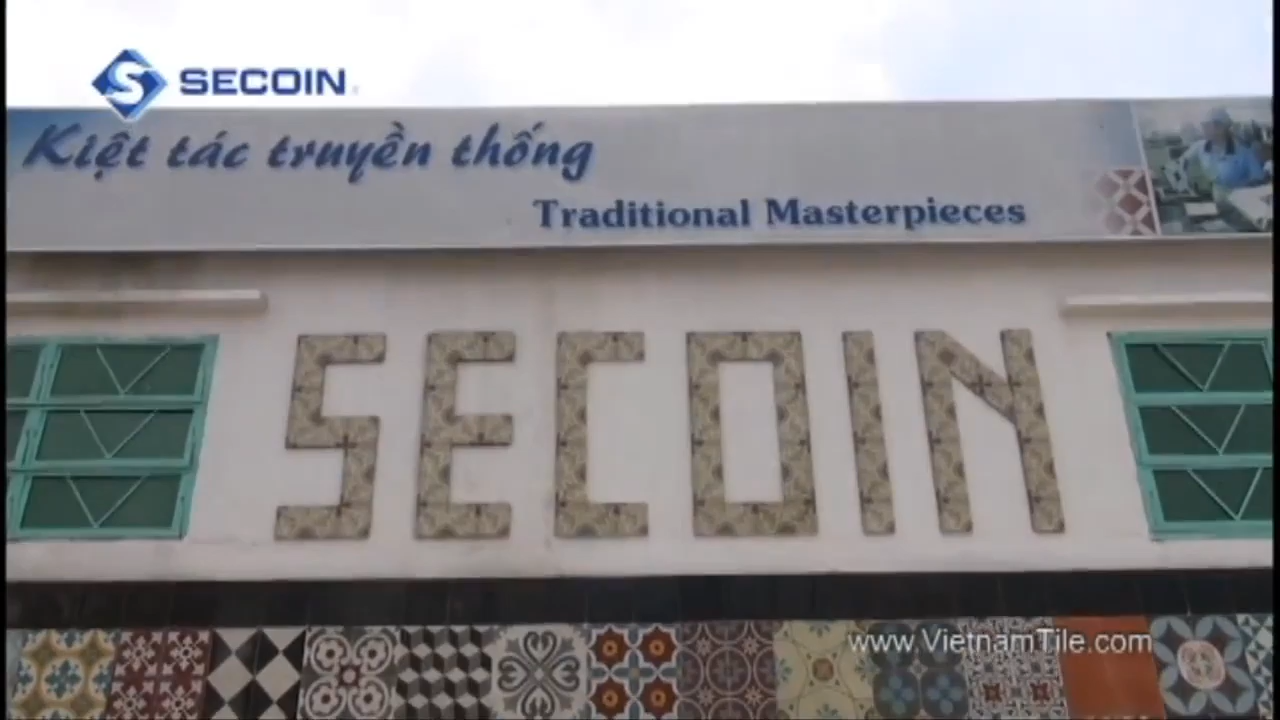 SECOIN
Kiệt tác truyền thống
Traditional Masterpieces
SECOIN
www.VietnamTile.com